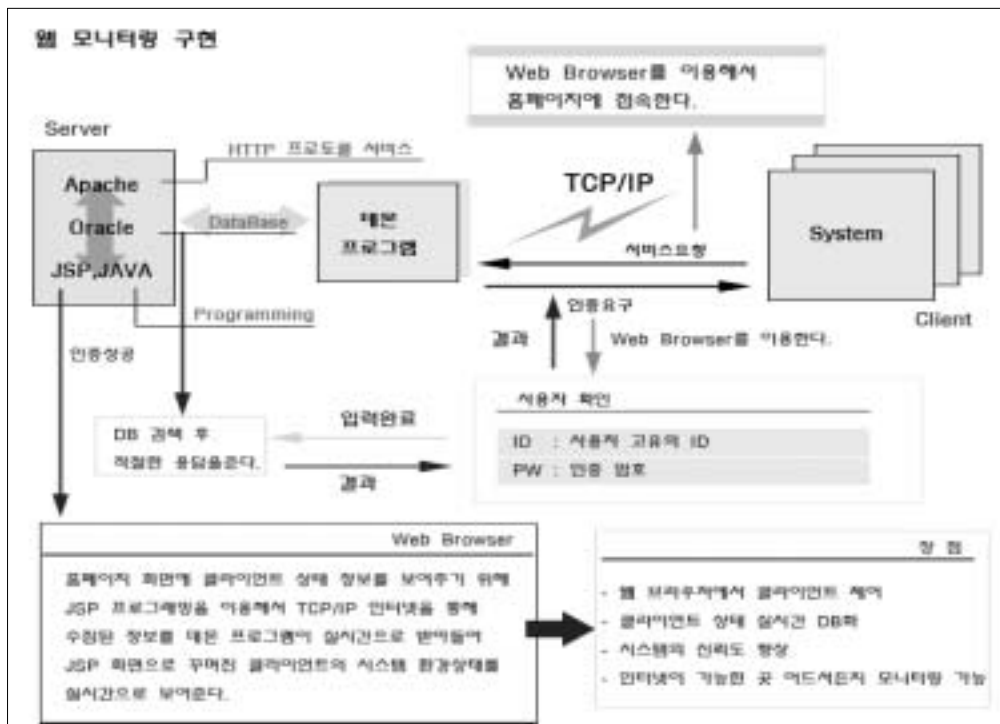 웹 모니터링 구현
Web Browser를 이용해서
홈페이지에 접속한다.
Server
HTTP 프로토콜 서비스
Apache
Oracle
JSP,JAVA
DataBase
데몬
프로그램
TCP/IP
서비스요청
System
Client
Programming
인증요구
결과
Web Browser를 이용한다.
인증성공
사용자 확인
입력완료
DB 검색 후
적절한 응답을준다.
ID : 사용자 고유의 ID
PW : 인증 암호
결과
Web Browser
홈페이지 화면에 클라이언트 상태 정보를 보여주기 위해
JSP 프로그래밍을 이용해서 TCP/IP 인터넷을 통해
수집된 정보를 데몬 프로그램이 실시간으로 받아들여
JSP 화면으로 꾸며진 클라이언트의 시스템 환경상태를
실시간으로 보여준다.
장 점
- 웹 브라우저에서 클라이언트 제어
- 클라이언트 상태 실시간 DB화
- 시스템의 신뢰도 향상
- 인터넷이 가능한 곳 어드서든지 모니터링 가능